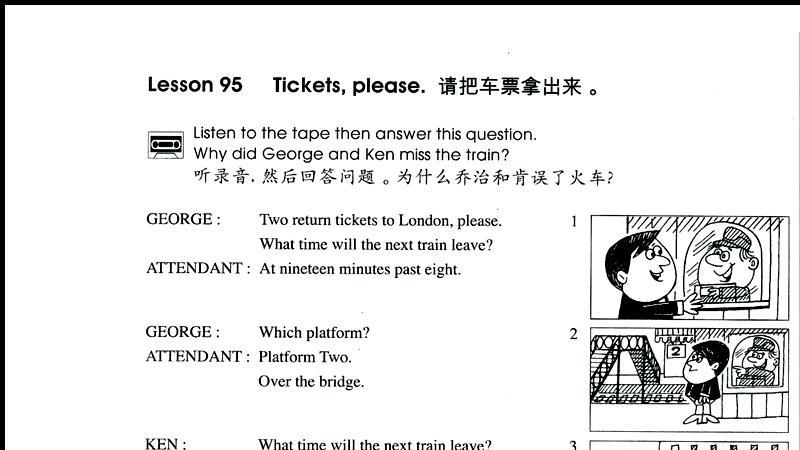 Lesson 95 Tickets, please. 请把车票拿出来。
Listen to the tape then answer this question.
Why did George and Ken miss the train?
听录音，然后回答问题。为什么乔治和肯误了火车?
GEORGE : Two return tickets to London, please. 1
What time will the next train leave?
ATTENDANT : At nineteen minutes past eight.
GEORGE : Which platform? 2
ATTENDANT : Platform Two.
Over the bridge.
2
KEN : What time will the next train leave? 3